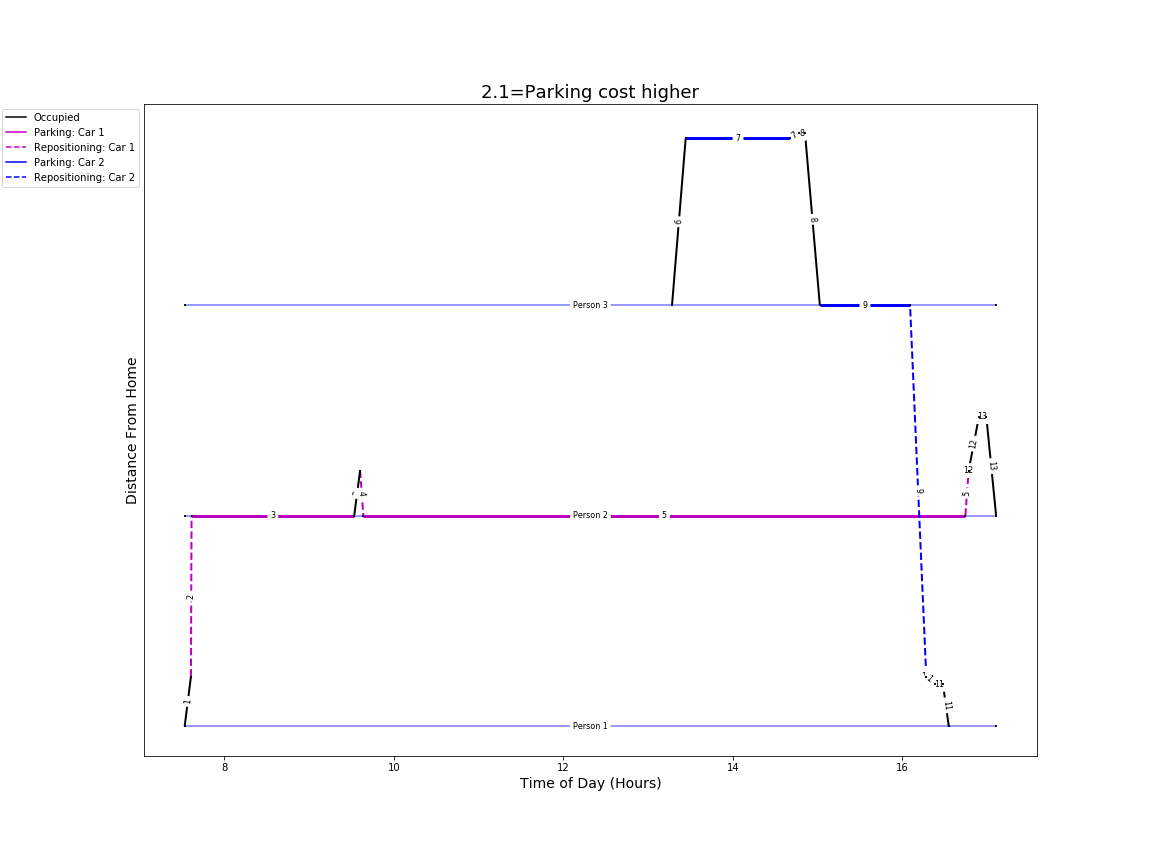 2.1=Parking cost higher
Occupied
Parking: Car 1
Repositioning: Car 1
Parking: Car 2
Repositioning: Car 2
Distance From Home
7
7
8
6
8
Person 3
9
13
12
13
12
4
5
3
Person 2
5
9
2
11
1
11
Person 1
8
10
12
14
16
Time of Day (Hours)